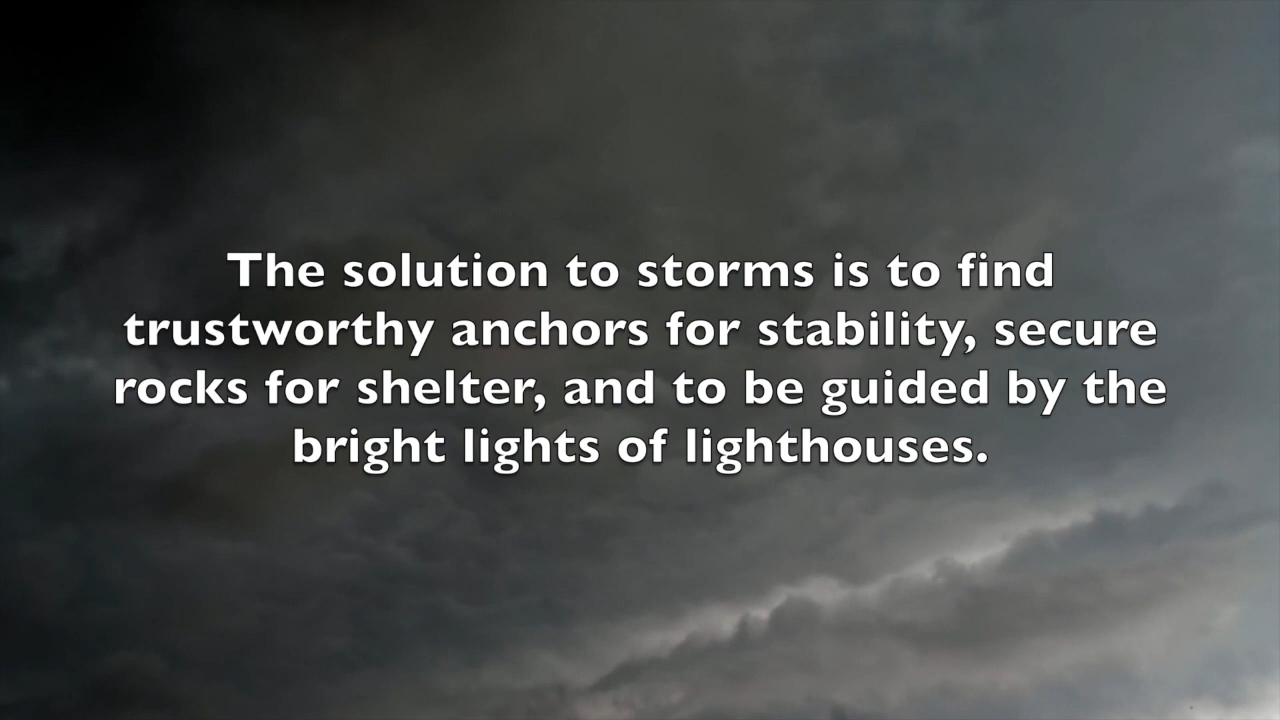 The solution to storms is to find
trustworthy anchors for stability, secure
rocks for shelter, and to be guided by the
bright lights of lighthouses.